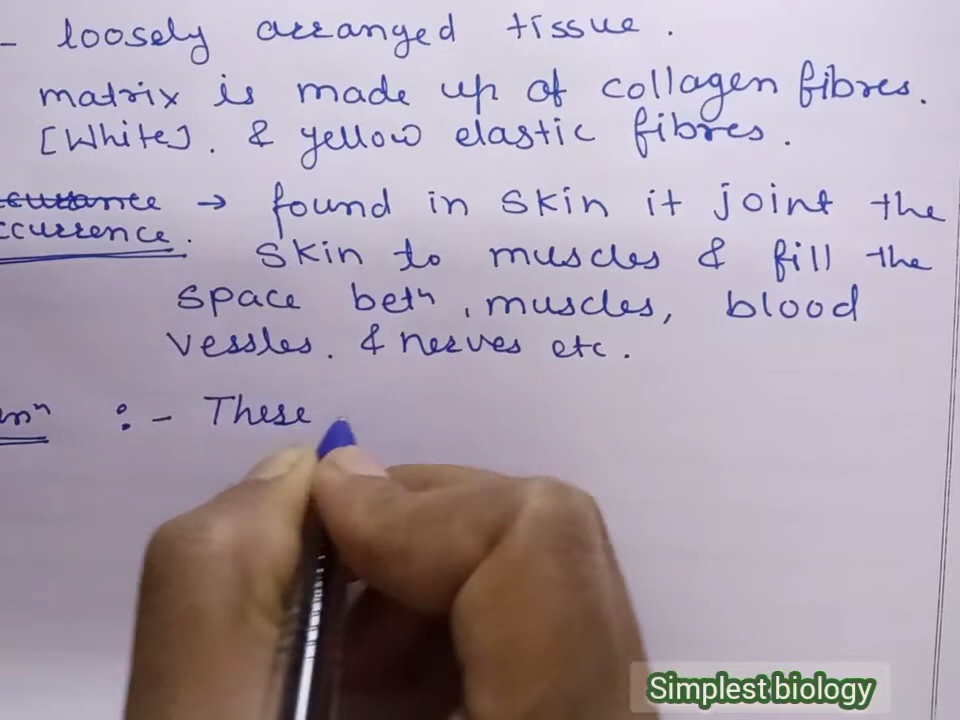 - loosely arranged tissue.
matrix is made up of collagen fibres.
[White]. & yellow elastic fibres.
→ found in skin it joint the
ccurrence.
skin to muscles & fill the
space betⁿ, muscles, blood
vessles. & nerves etc.
:- These
Simplest biology